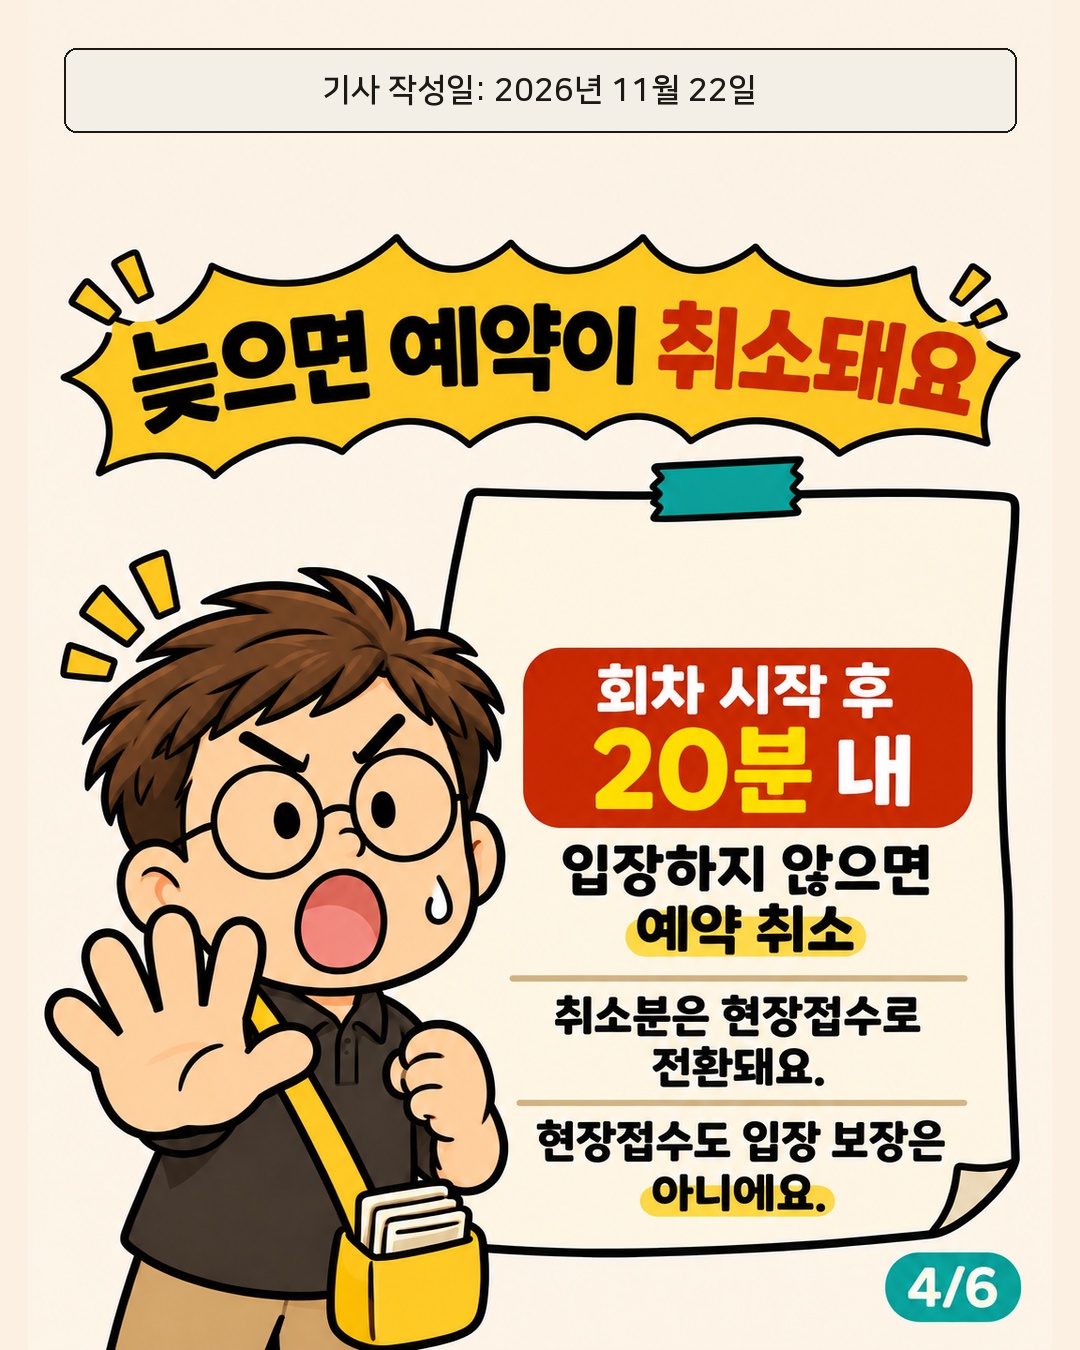 기사 작성일: 2026년 11월 22일
늦으면 예약이 취소돼요
회차 시작 후
20분 내
입장하지 않으면
예약 취소
취소분은 현장접수로
전환돼요.
현장접수도 입장 보장은
아니에요.
4/6